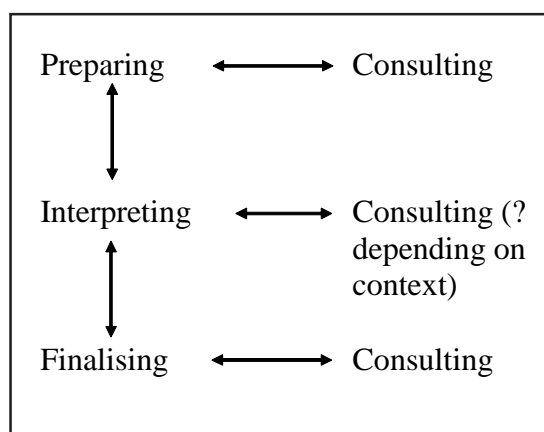 Preparing Consulting
Interpreting Consulting (?
depending on
context)
Finalising Consulting